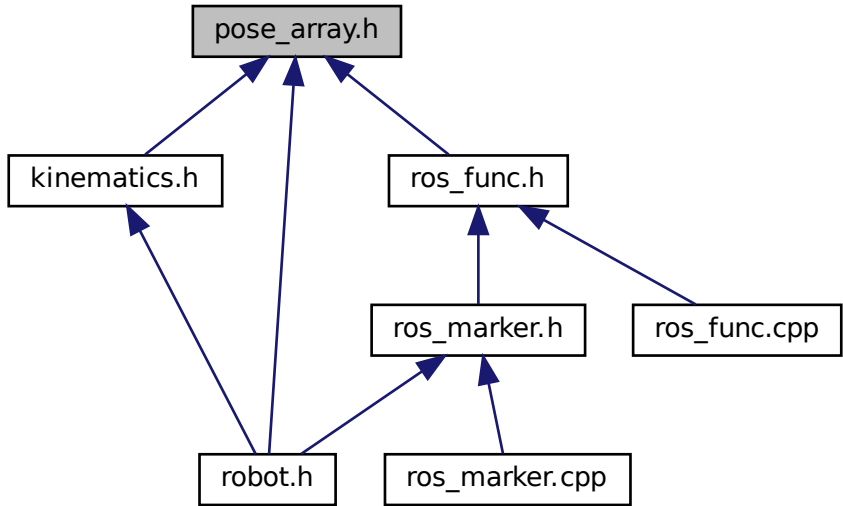 pose_array.h
kinematics.h
ros_func.h
ros_marker.h
ros_func.cpp
robot.h
ros_marker.cpp